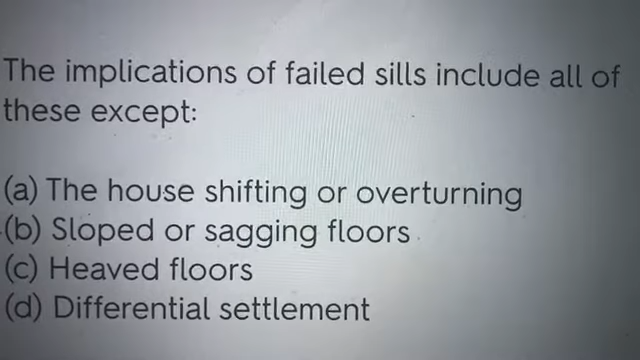 The implications of failed sills include all of
these except:
(a) The house shifting or overturning
(b) Sloped or sagging floors
(c) Heaved floors
(d) Differential settlement